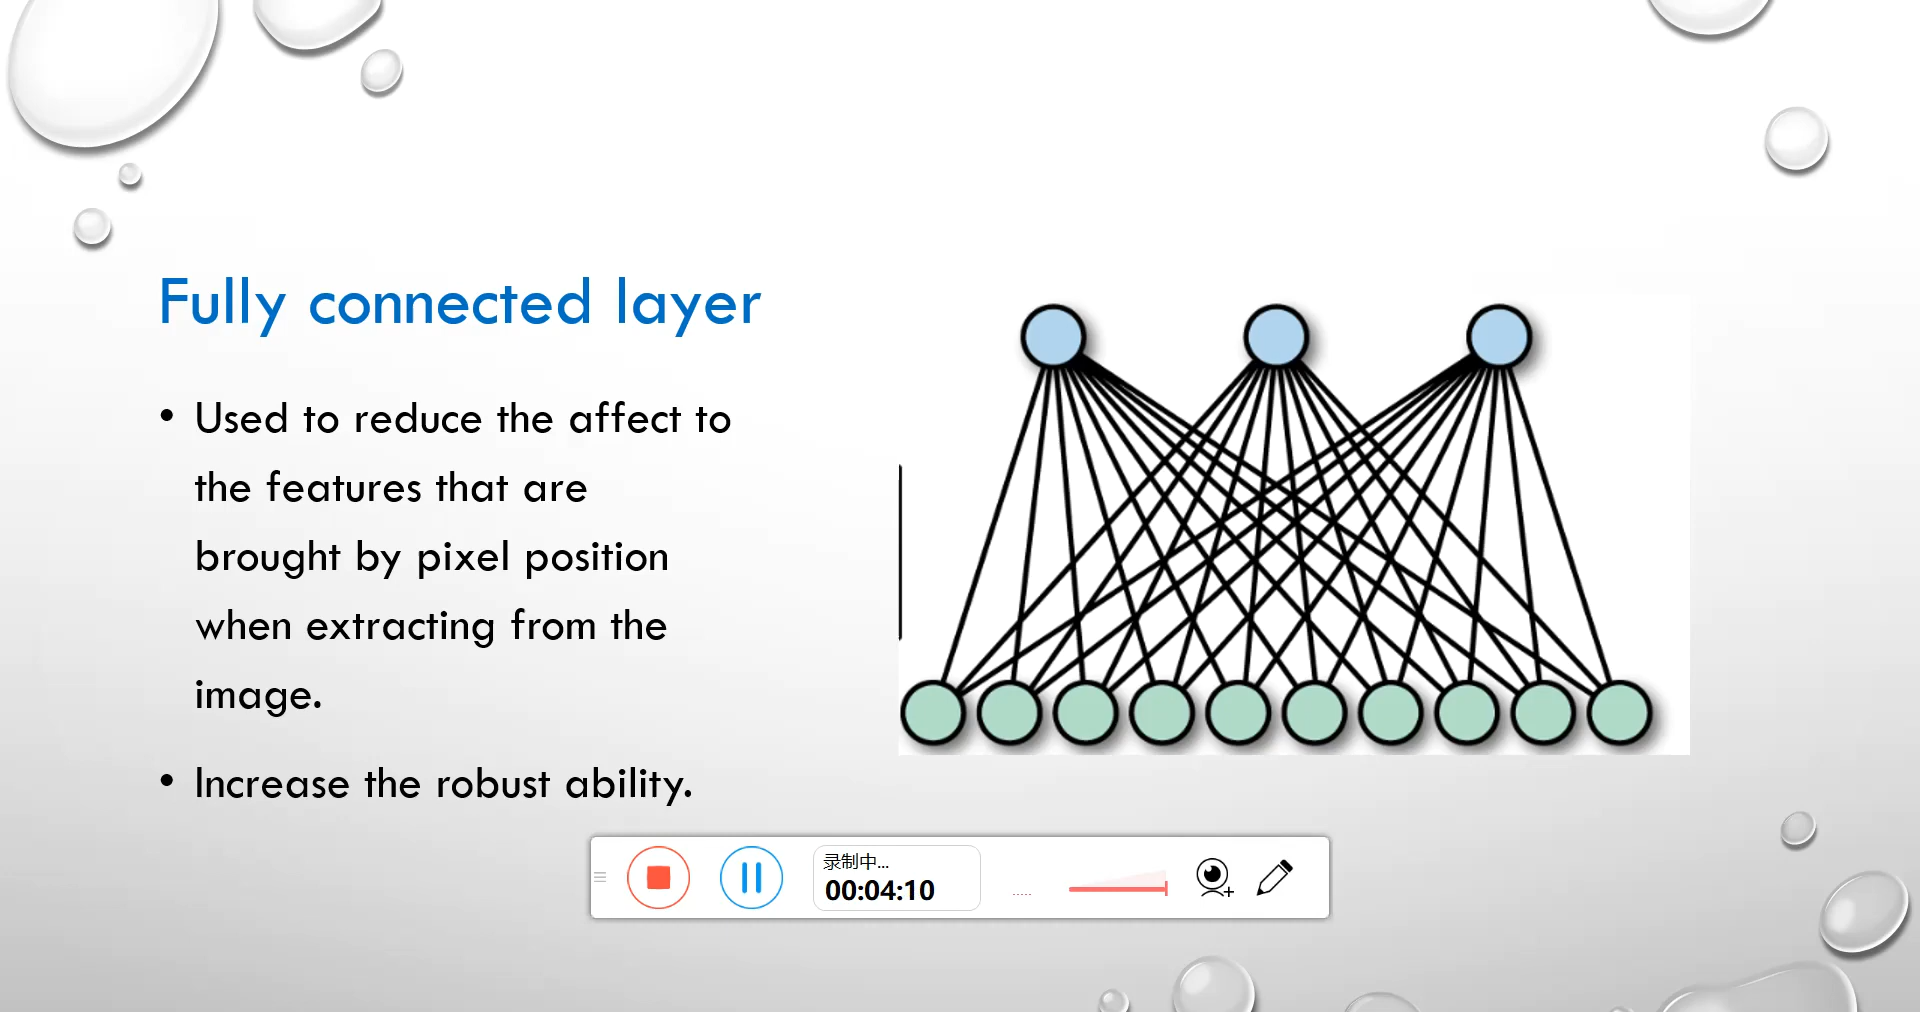 Fully connected layer
• Used to reduce the affect to
the features that are
brought by pixel position
when extracting from the
image.
• Increase the robust ability.
录制中...
00:04:10